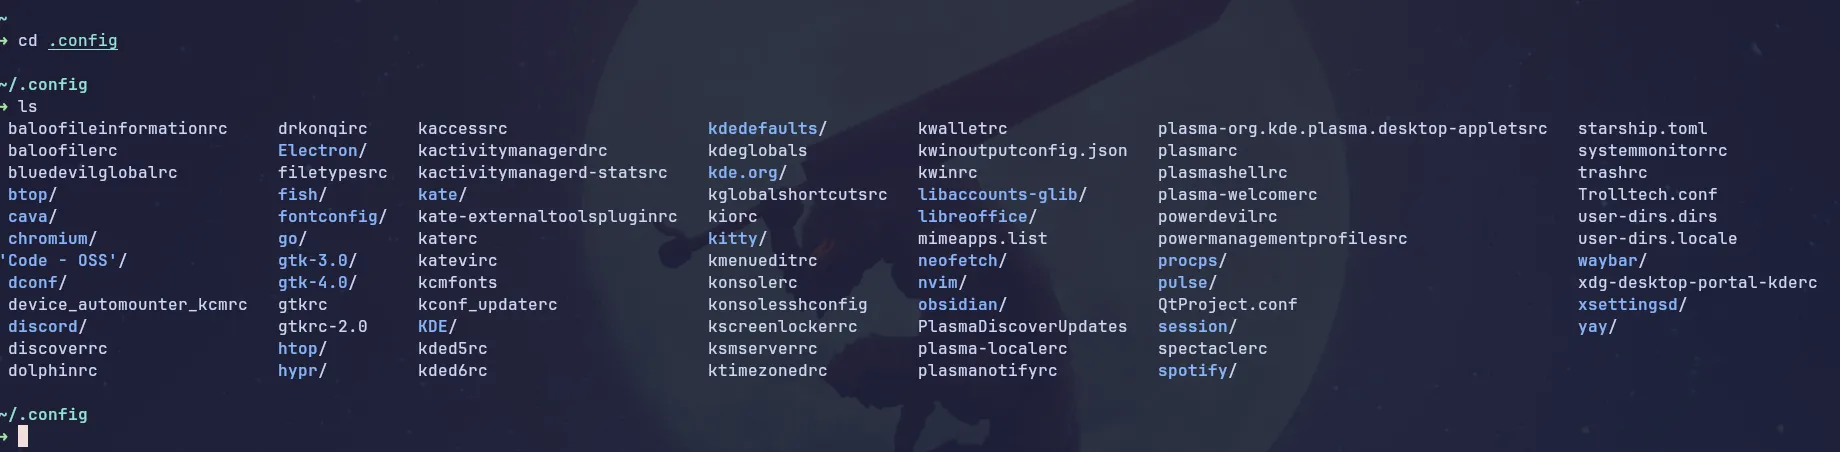 ~
➜ cd .config
~/.config
➜ ls
baloofileinformationrc drkonqirc kaccessrc kdedefaults/ kwalletrc plasma-org.kde.plasma.desktop-appletsrc starship.toml
baloofilerc Electron/ kactivitymanagerdrc kdeglobals kwinoutputconfig.json plasmarc systemmonitorrc
bluedevilglobalrc filetypesrc kactivitymanagerd-statsrc kde.org/ kwinrc plasmashellrc trashrc
btop/ fish/ kate/ kglobalshortcutsrc libaccounts-glib/ plasma-welcomerc Trolltech.conf
cava/ fontconfig/ kate-externaltoolspluginrc kiorc libreoffice/ powerdevilrc user-dirs.dirs
chromium/ go/ katerc kitty/ mimeapps.list powermanagementprofilesrc user-dirs.locale
'Code - OSS'/ gtk-3.0/ katevirc kmenueditrc neofetch/ procps/ waybar/
dconf/ gtk-4.0/ kcmfonts konsolerc nvim/ pulse/ xdg-desktop-portal-kderc
device_automounter_kcmrc gtkrc kconf_updaterc konsolesshconfig obsidian/ QtProject.conf xsettingsd/
discord/ gtkrc-2.0 KDE/ kscreenlockerrc PlasmaDiscoverUpdates session/ yay/
discoverrc htop/ kded5rc ksmserverrc plasma-localerc spectaclerc
dolphinrc hypr/ kded6rc ktimezonedrc plasmanotifyrc spotify/
~/.config
➜